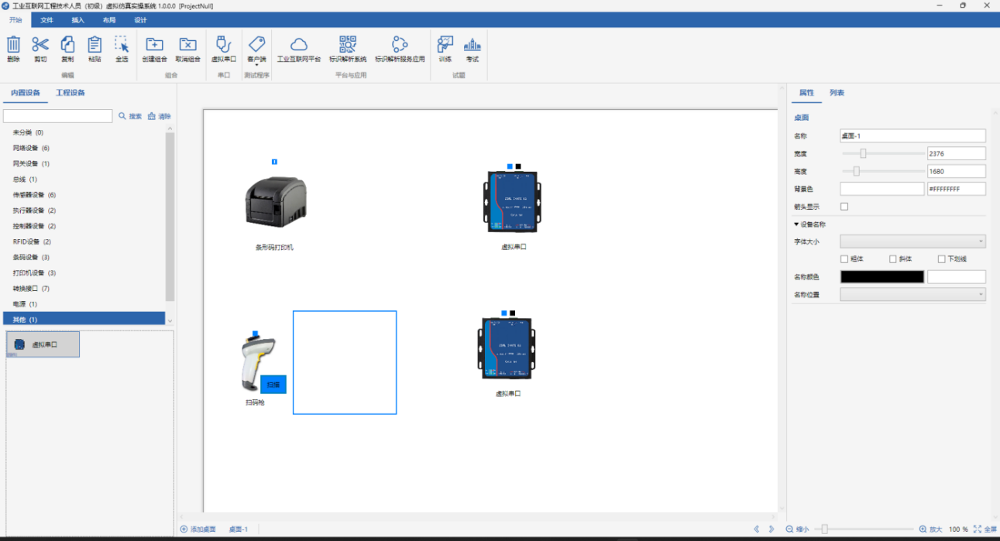 工业互联网工程技术人员（初级）虚拟仿真实操系统 1.0.0.0 [ProjectNull]
开始 文件 插入 布局 设计
删除 剪切 复制 粘贴 全选 创建组合 取消组合 虚拟串口 客户端 工业互联网平台 标识解析系统 标识解析服务应用 训练 考试
编辑 组合 串口 测试程序 平台与应用 试题
内置设备 工程设备
搜索 清除
未分类 (0)
网络设备 (6)
网关设备 (1)
总线 (1)
传感器设备 (6)
执行器设备 (2)
控制器设备 (2)
RFID设备 (2)
条码设备 (3)
打印机设备 (3)
转换接口 (7)
电源 (1)
其他 (1)
虚拟串口
条形码打印机
虚拟串口
扫描
扫码枪
虚拟串口
属性 列表
桌面
名称 桌面-1
宽度 2376
高度 1680
背景色 #FFFFFFFF
箭头显示
设备名称
字体大小
粗体 斜体 下划线
名称颜色
名称位置
添加桌面 桌面-1
缩小 放大 100 % 全屏